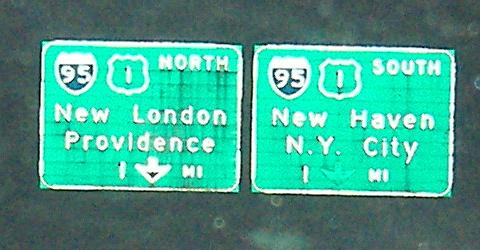 95 1 NORTH
New London
Providence
1 MI
95 1 SOUTH
New Haven
N.Y. City
1 MI